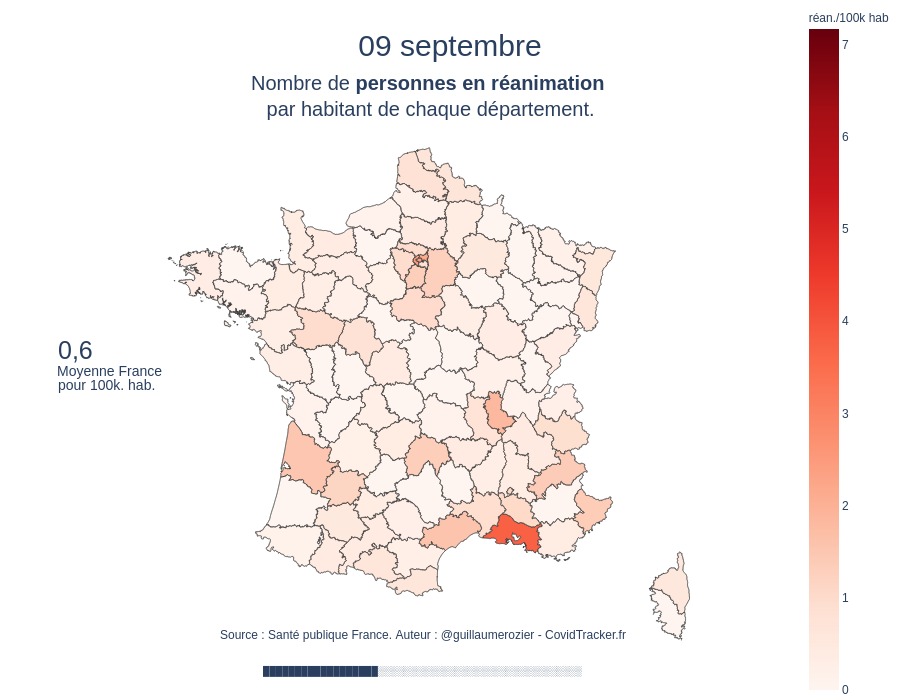 réan./100k hab
09 septembre
Nombre de personnes en réanimation
par habitant de chaque département.
7
6
5
4
3
2
1
0
0,6
Moyenne France
pour 100k. hab.
Source : Santé publique France. Auteur : @guillaumerozier - CovidTracker.fr